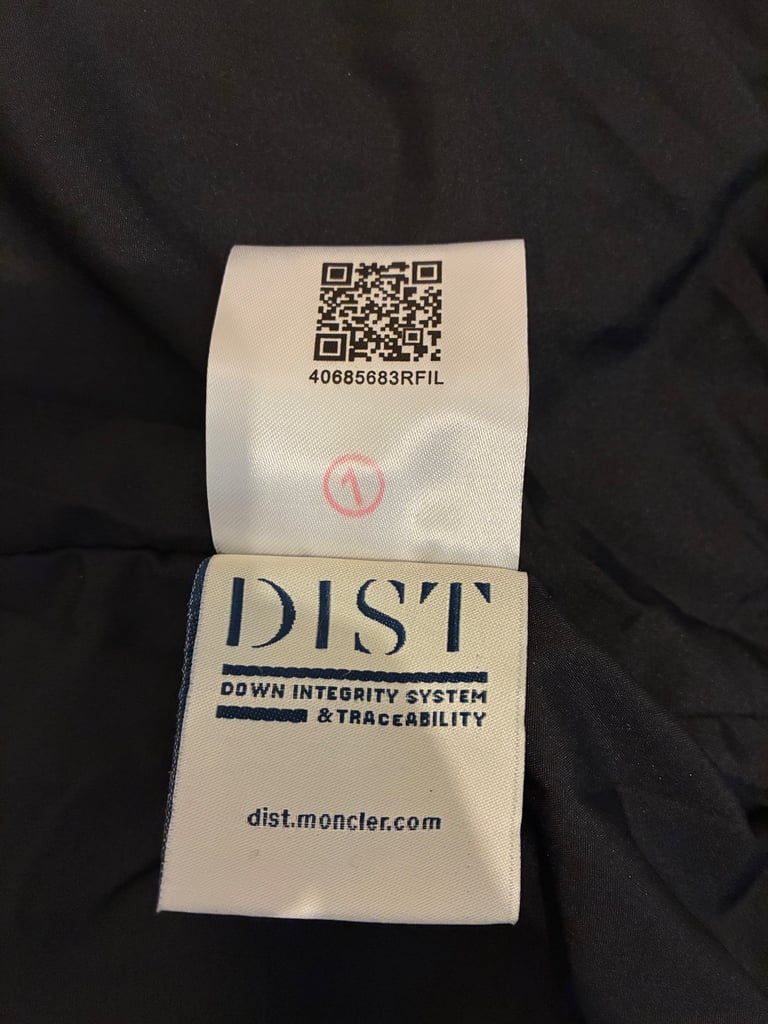 40685683RFIL
1
DIST
DOWN INTEGRITY SYSTEM
& TRACEABILITY
dist.moncler.com